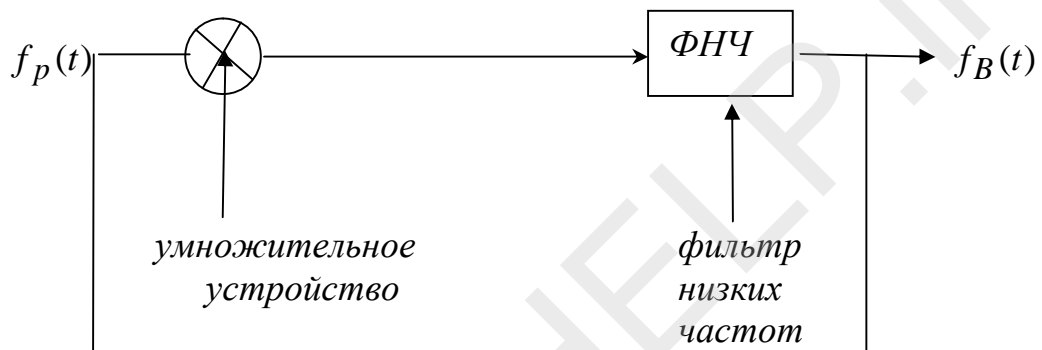 f_p(t)
ФНЧ
f_B(t)
умножительное
устройство
фильтр
низких
частот